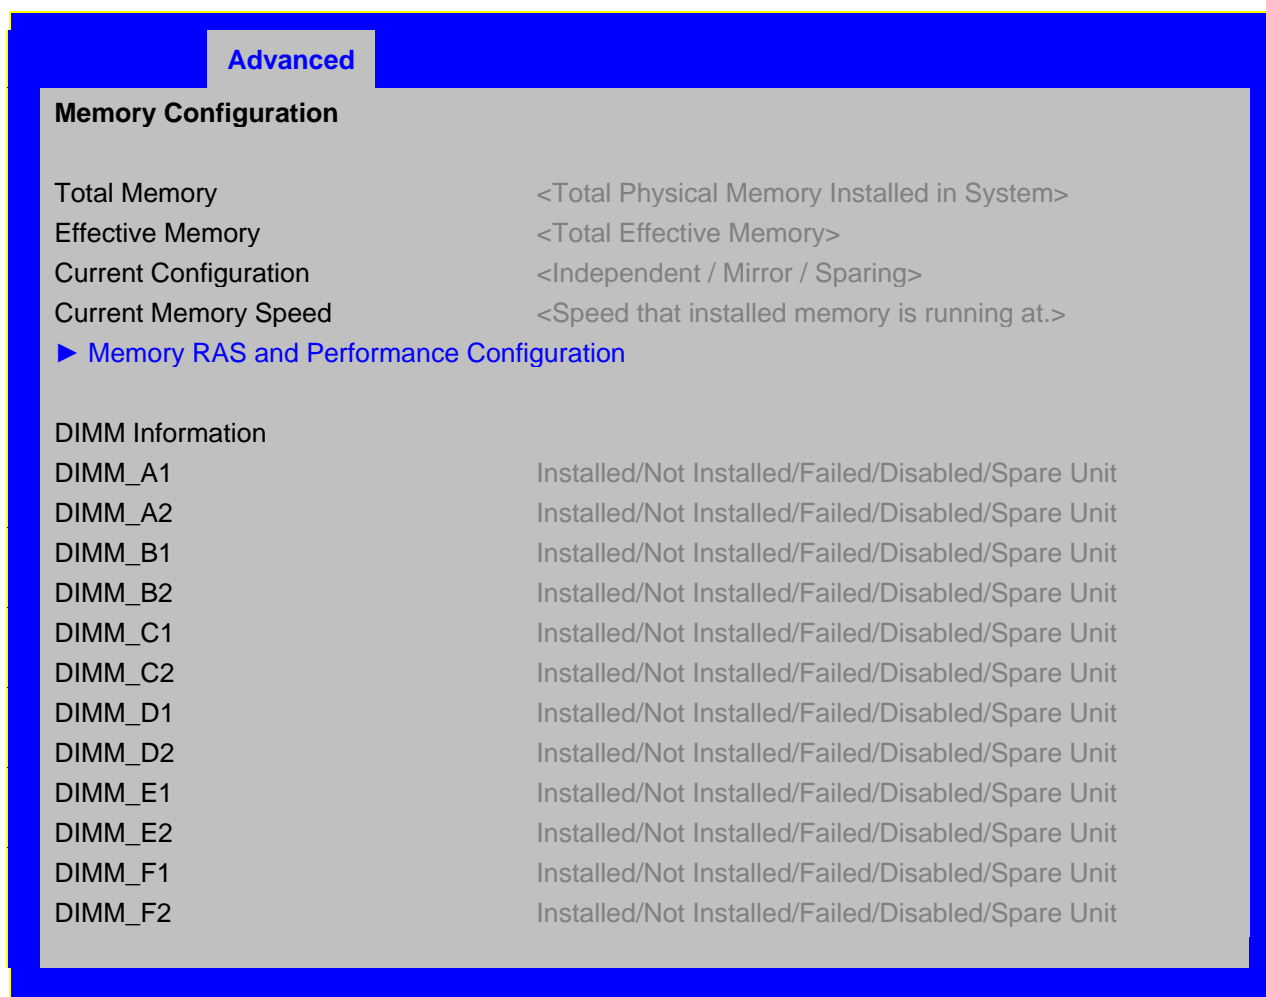 Advanced
Memory Configuration
Total Memory <Total Physical Memory Installed in System>
Effective Memory <Total Effective Memory>
Current Configuration <Independent / Mirror / Sparing>
Current Memory Speed <Speed that installed memory is running at.>
► Memory RAS and Performance Configuration
DIMM Information
DIMM_A1 Installed/Not Installed/Failed/Disabled/Spare Unit
DIMM_A2 Installed/Not Installed/Failed/Disabled/Spare Unit
DIMM_B1 Installed/Not Installed/Failed/Disabled/Spare Unit
DIMM_B2 Installed/Not Installed/Failed/Disabled/Spare Unit
DIMM_C1 Installed/Not Installed/Failed/Disabled/Spare Unit
DIMM_C2 Installed/Not Installed/Failed/Disabled/Spare Unit
DIMM_D1 Installed/Not Installed/Failed/Disabled/Spare Unit
DIMM_D2 Installed/Not Installed/Failed/Disabled/Spare Unit
DIMM_E1 Installed/Not Installed/Failed/Disabled/Spare Unit
DIMM_E2 Installed/Not Installed/Failed/Disabled/Spare Unit
DIMM_F1 Installed/Not Installed/Failed/Disabled/Spare Unit
DIMM_F2 Installed/Not Installed/Failed/Disabled/Spare Unit